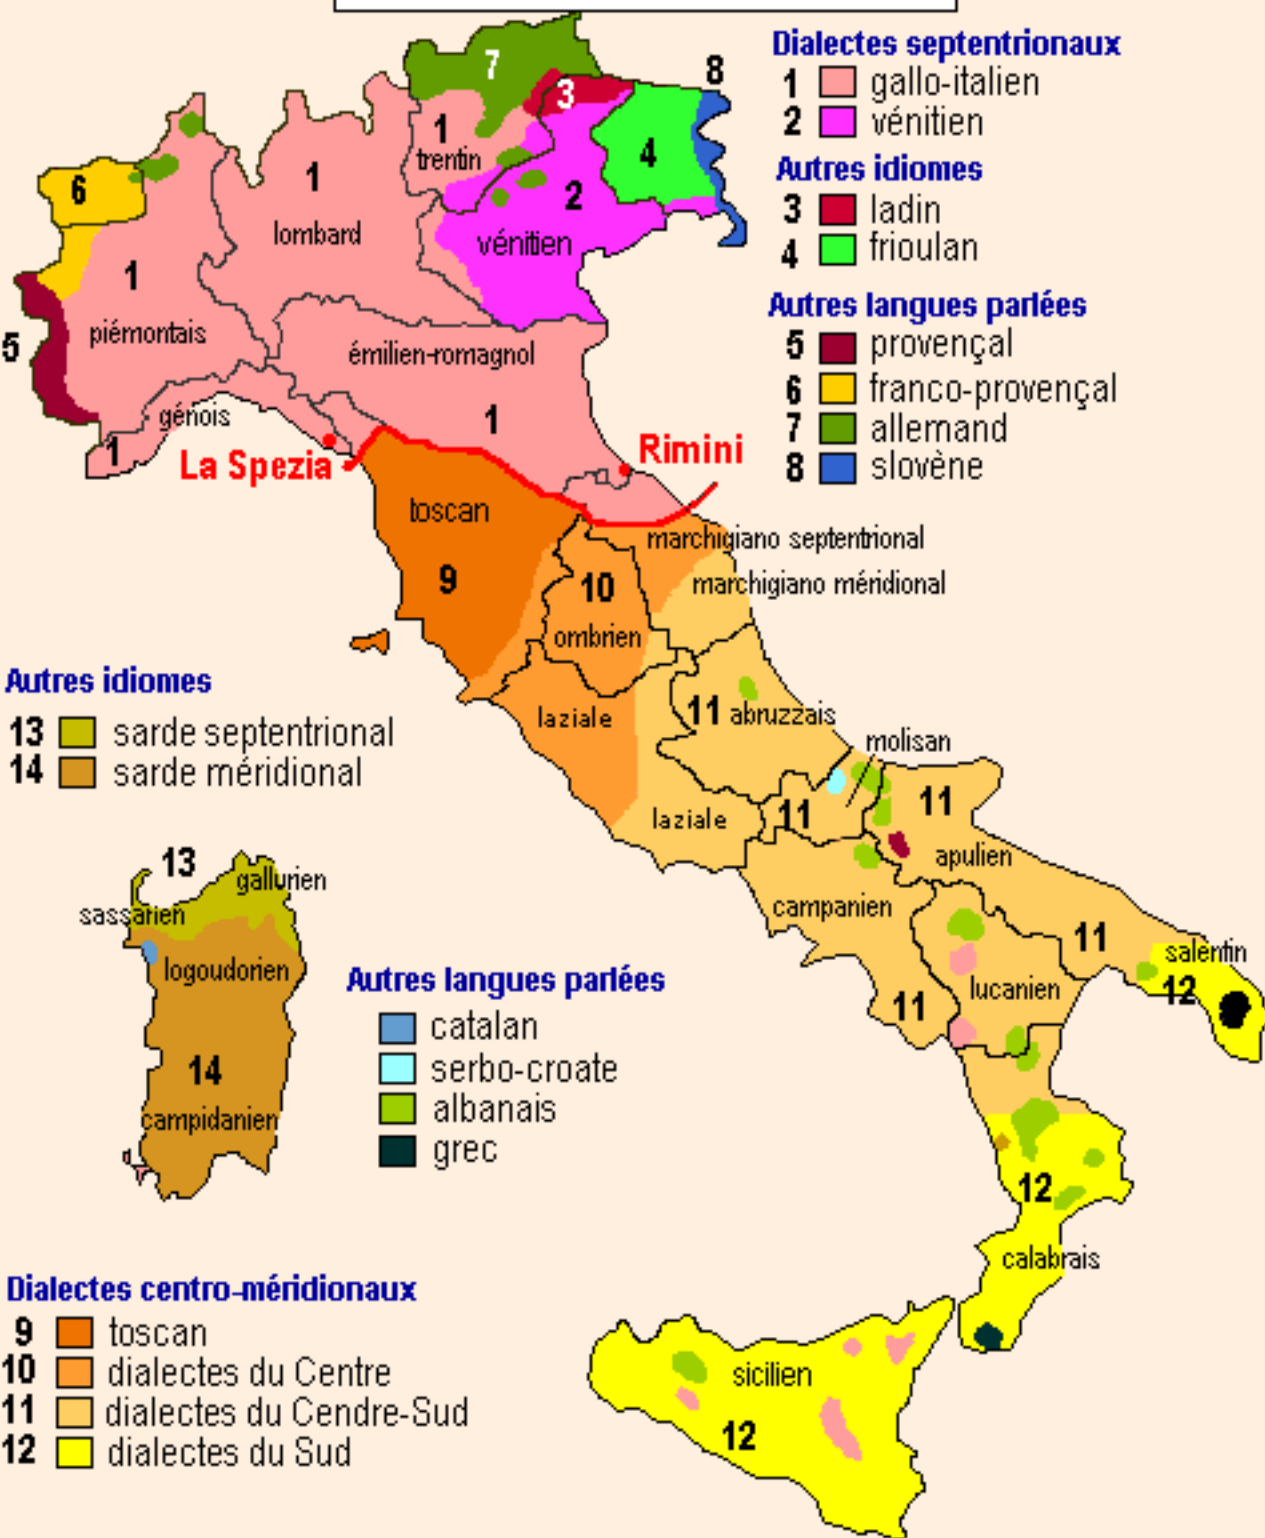 Dialectes septentrionaux
1 gallo-italien
2 vénitien
Autres idiomes
3 ladin
4 frioulan
Autres langues parlées
5 provençal
6 franco-provençal
7 allemand
8 slovène
7
8
3
1
trentin
4
6
1
2
lombard
vénitien
1
5
piémontais
émilien-romagnol
génois
1
1
La Spezia
Rimini
toscan
marchigiano septentrional
9
10
marchigiano méridional
ombrien
laziale
11 abruzzais
molisan
11
11
laziale
apulien
campanien
11
salentin
12
lucanien
11
12
calabrais
sicilien
12
Autres idiomes
13 sarde septentrional
14 sarde méridional
13
gallurien
sassarien
logoudorien
14
campidanien
Autres langues parlées
catalan
serbo-croate
albanais
grec
Dialectes centro-méridionaux
9 toscan
10 dialectes du Centre
11 dialectes du Cendre-Sud
12 dialectes du Sud